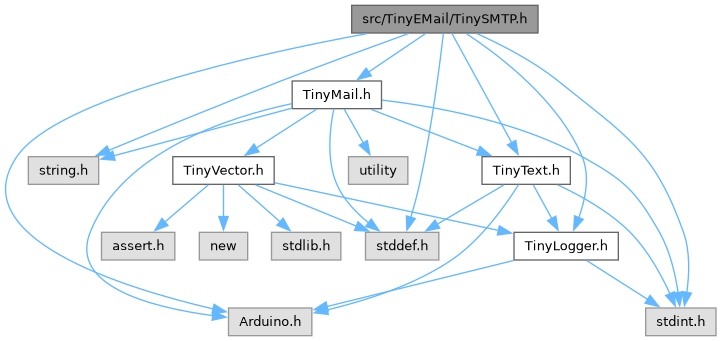 src/TinyEMail/TinySMTP.h
TinyMail.h
string.h
TinyVector.h
utility
TinyText.h
assert.h
new
stdlib.h
stddef.h
TinyLogger.h
Arduino.h
stdint.h